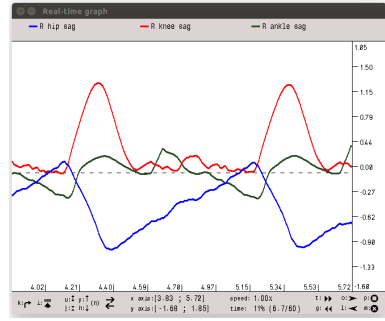 Real-time graph
R hip sag R knee sag R ankle sag
1.85
1.50
1.15
0.79
0.43
0.08
-0.27
-0.62
-0.97
-1.33
-1.68
4.02 4.21 4.40 4.59 4.78 4.97 5.15 5.34 5.53 5.72
k: i: u: y: (n) x axis:[3.83 ; 5.72] speed: 1.00x t: o: p:
j: h: y axis:[-1.68 ; 1.85] time: 11% (6.7/60) g: l: m: